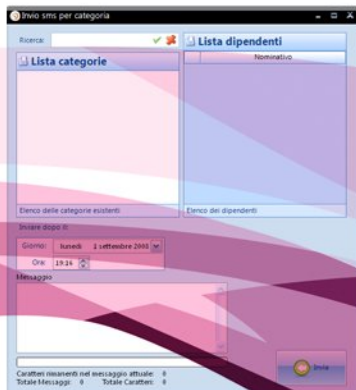 Invio sms per categoria
Ricerca:
Lista dipendenti
Nominativo
Lista categorie
Elenco delle categorie esistenti
Elenco dei dipendenti
Inviare dopo il:
Giorno: lunedì 1 settembre 2008
Ora: 19:16
Messaggio
Invia
Caratteri rimanenti nel messaggio attuale: 0
Totale Messaggi: 0 Totale Caratteri: 0